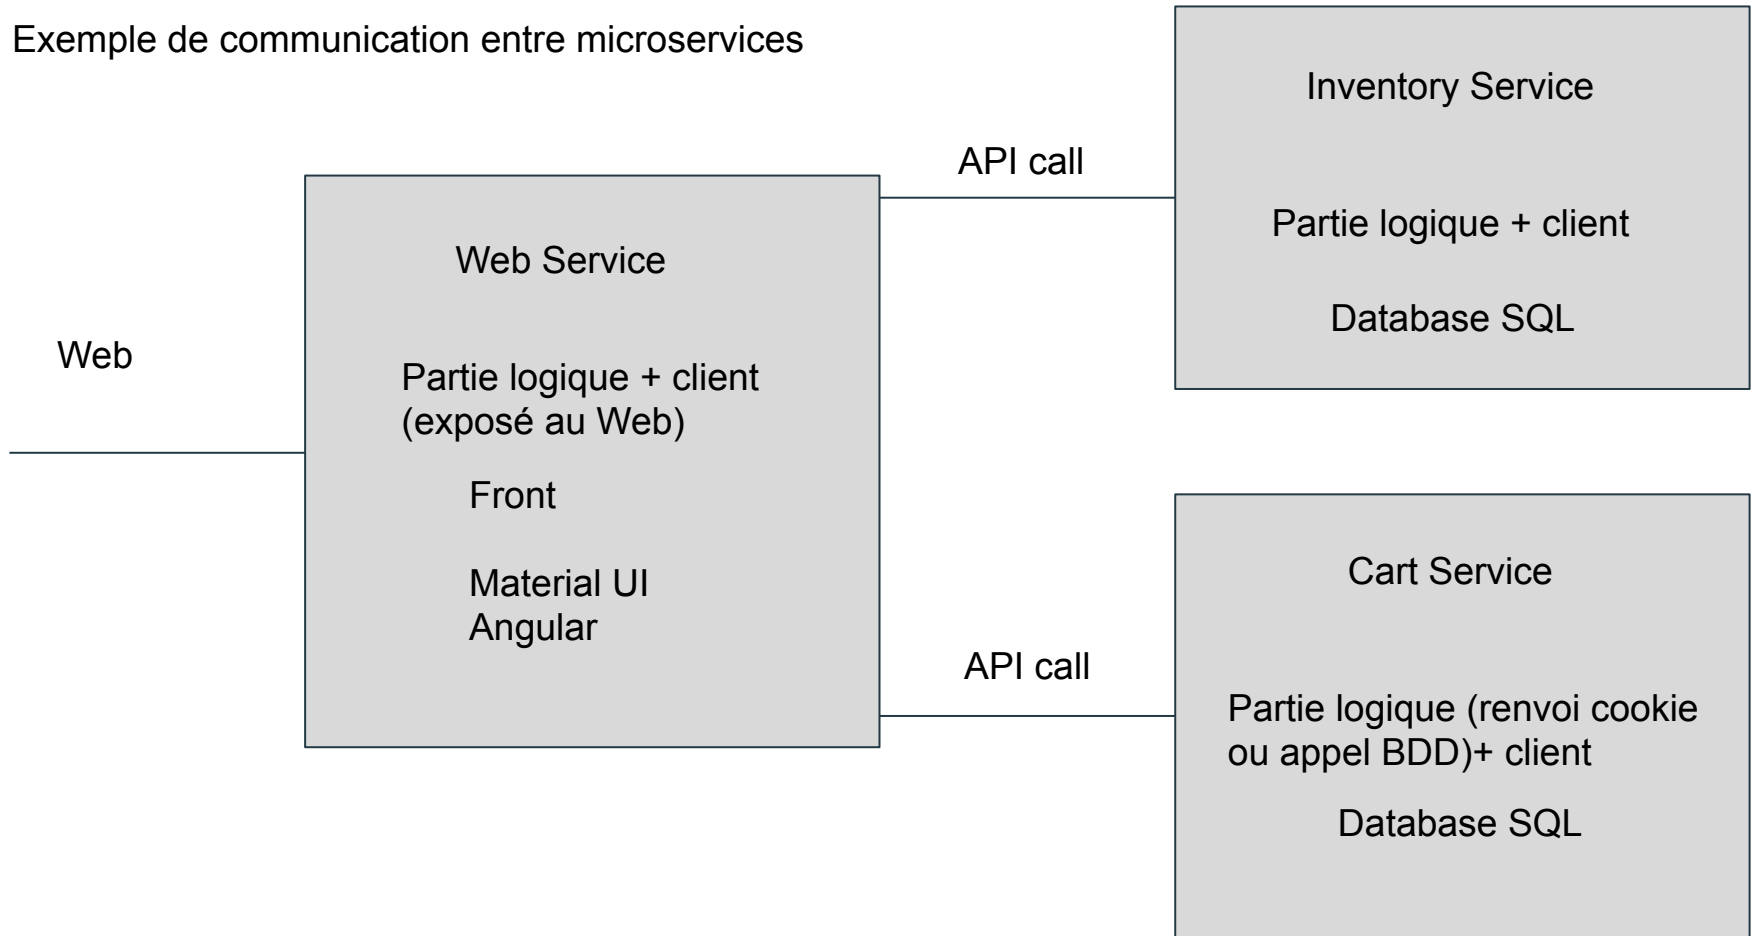 Exemple de communication entre microservices
Web
Web Service
Partie logique + client
(exposé au Web)
Front
Material UI
Angular
API call
Inventory Service
Partie logique + client
Database SQL
API call
Cart Service
Partie logique (renvoi cookie
ou appel BDD)+ client
Database SQL